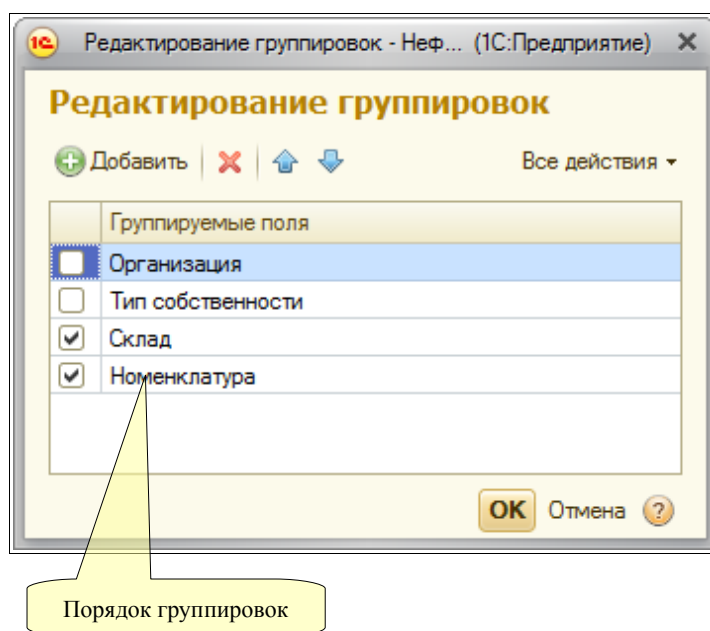 1С Редактирование группировок - Неф... (1С:Предприятие)
Редактирование группировок
Добавить Все действия
Группируемые поля
Организация
Тип собственности
Склад
Номенклатура
ОК Отмена ?
Порядок группировок